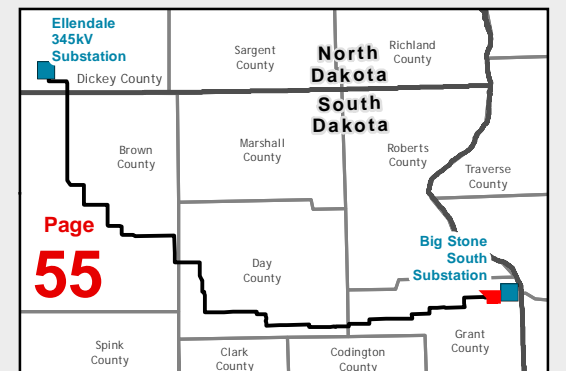 Ellendale
345kV
Substation
Dickey County
Sargent
County
North
Dakota
Richland
County
South
Dakota
Brown
County
Marshall
County
Roberts
County
Traverse
County
Page
55
Day
County
Big Stone
South
Substation
Spink
County
Clark
County
Codington
County
Grant
County